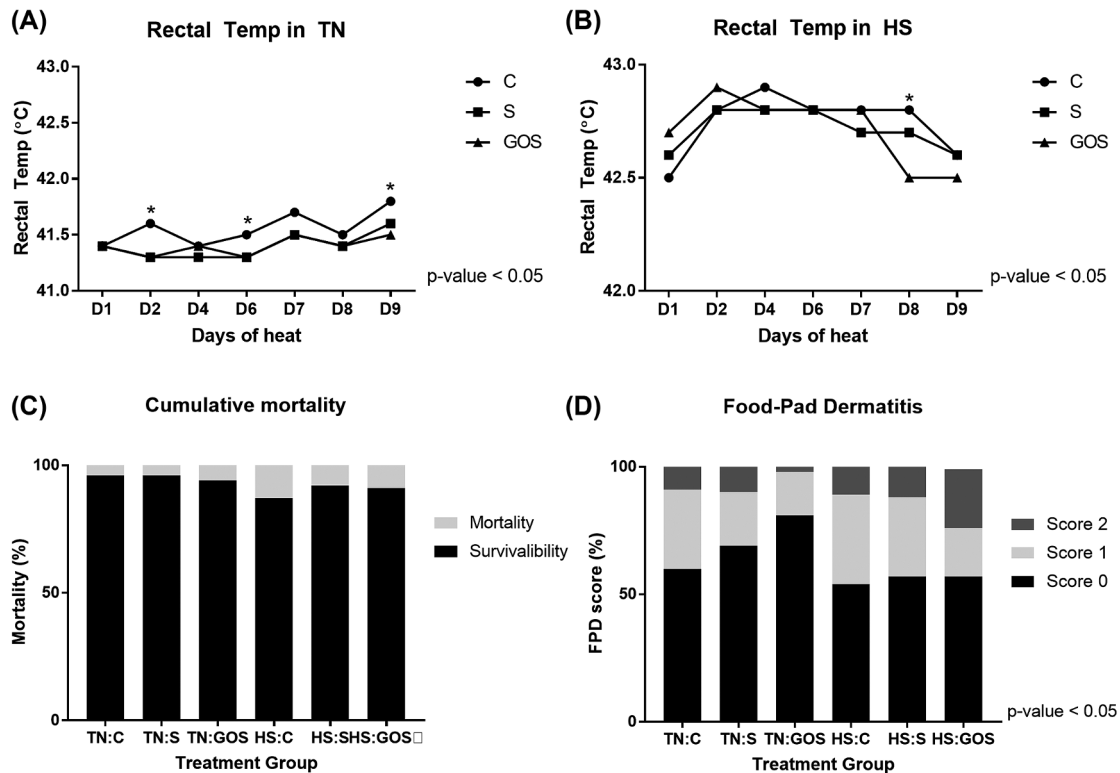 (A)
Rectal Temp in TN
43.0
42.5
42.0
41.5
41.0
Rectal Temp (°C)
C
S
GOS
*
*
*
D1 D2 D4 D6 D7 D8 D9
Days of heat
p-value < 0.05
(B)
Rectal Temp in HS
43.0
42.5
42.0
Rectal Temp (°C)
C
S
GOS
*
D1 D2 D4 D6 D7 D8 D9
Days of heat
p-value < 0.05
(C)
Cumulative mortality
100
50
0
Mortality (%)
Mortality
Survivalibility
TN:C TN:S TN:GOS HS:C HS:SHS:GOS□
Treatment Group
(D)
Food-Pad Dermatitis
100
50
0
FPD score (%)
Score 2
Score 1
Score 0
TN:C TN:S TN:GOS HS:C HS:S HS:GOS
Treatment Group
p-value < 0.05